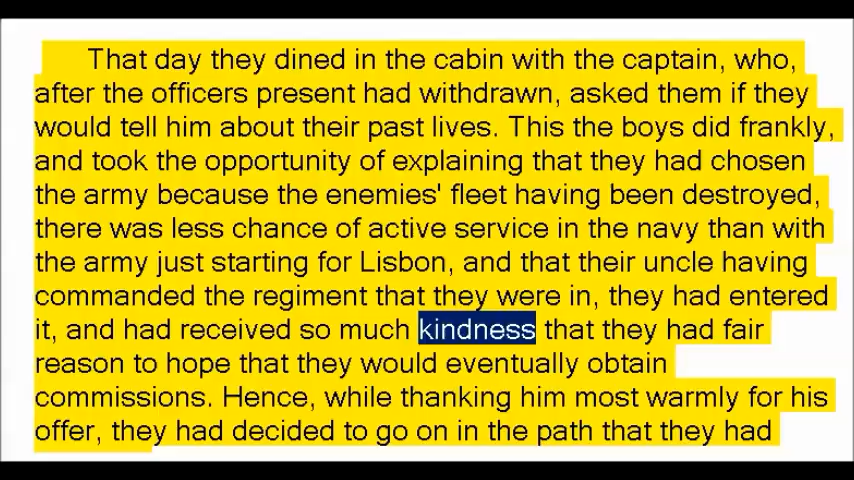 That day they dined in the cabin with the captain, who,
after the officers present had withdrawn, asked them if they
would tell him about their past lives. This the boys did frankly,
and took the opportunity of explaining that they had chosen
the army because the enemies' fleet having been destroyed,
there was less chance of active service in the navy than with
the army just starting for Lisbon, and that their uncle having
commanded the regiment that they were in, they had entered
it, and had received so much kindness that they had fair
reason to hope that they would eventually obtain
commissions. Hence, while thanking him most warmly for his
offer, they had decided to go on in the path that they had